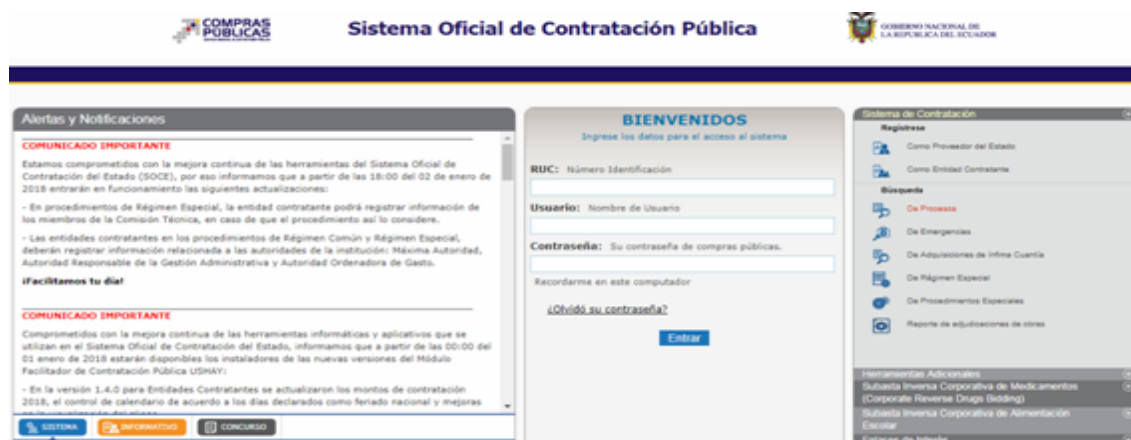 COMPRAS
PÚBLICAS
Sistema Oficial de Contratación Pública
GOBIERNO NACIONAL DE
LA REPUBLICA DEL ECUADOR
Alertas y Notificaciones
COMUNICADO IMPORTANTE
Estamos comprometidos con la mejora continua de las herramientas del Sistema Oficial de
Contratación del Estado (SOCE), por eso informamos que a partir de las 18:00 del 02 de enero de
2018 entrarán en funcionamiento las siguientes actualizaciones:
- En procedimientos de Régimen Especial, la entidad contratante podrá registrar información de
los miembros de la Comisión Técnica, en caso de que el procedimiento así lo considere.
- Las entidades contratantes en los procedimientos de Régimen Común y Régimen Especial,
deberán registrar información relacionada a las autoridades de la institución: Máxima Autoridad,
Autoridad Responsable de la Gestión Administrativa y Autoridad Ordenadora de Gasto.
¡Facilitamos tu día!
COMUNICADO IMPORTANTE
Comprometidos con la mejora continua de las herramientas informáticas y aplicativos que se
utilizan en el Sistema Oficial de Contratación del Estado, informamos que a partir de las 00:00 del
01 enero de 2018 estarán disponibles los instaladores de las nuevas versiones del Módulo
Facilitador de Contratación Pública USHAY:
- En la versión 1.4.0 para Entidades Contratantes se actualizaron los montos de contratación
2018, el control de calendario de acuerdo a los días declarados como feriado nacional y mejoras
SISTEMA
INFORMATIVO
CONCURSO
BIENVENIDOS
Ingrese los datos para el acceso al sistema
RUC: Número Identificación
Usuario: Nombre de Usuario
Contraseña: Su contraseña de compras públicas.
Recordarme en este computador
¿Olvidó su contraseña?
Entrar
Sistema de Contratación
Regístrese
Como Proveedor del Estado
Como Entidad Contratante
Búsqueda
De Procesos
De Emergencias
De Adquisiciones de Ínfima Cuantía
De Régimen Especial
De Procedimientos Especiales
Reporte de adjudicaciones de obras
Herramientas Adicionales
Subasta Inversa Corporativa de Medicamentos
(Corporate Reverse Drugs Bidding)
Subasta Inversa Corporativa de Alimentación
Escolar
Enlaces de Interés